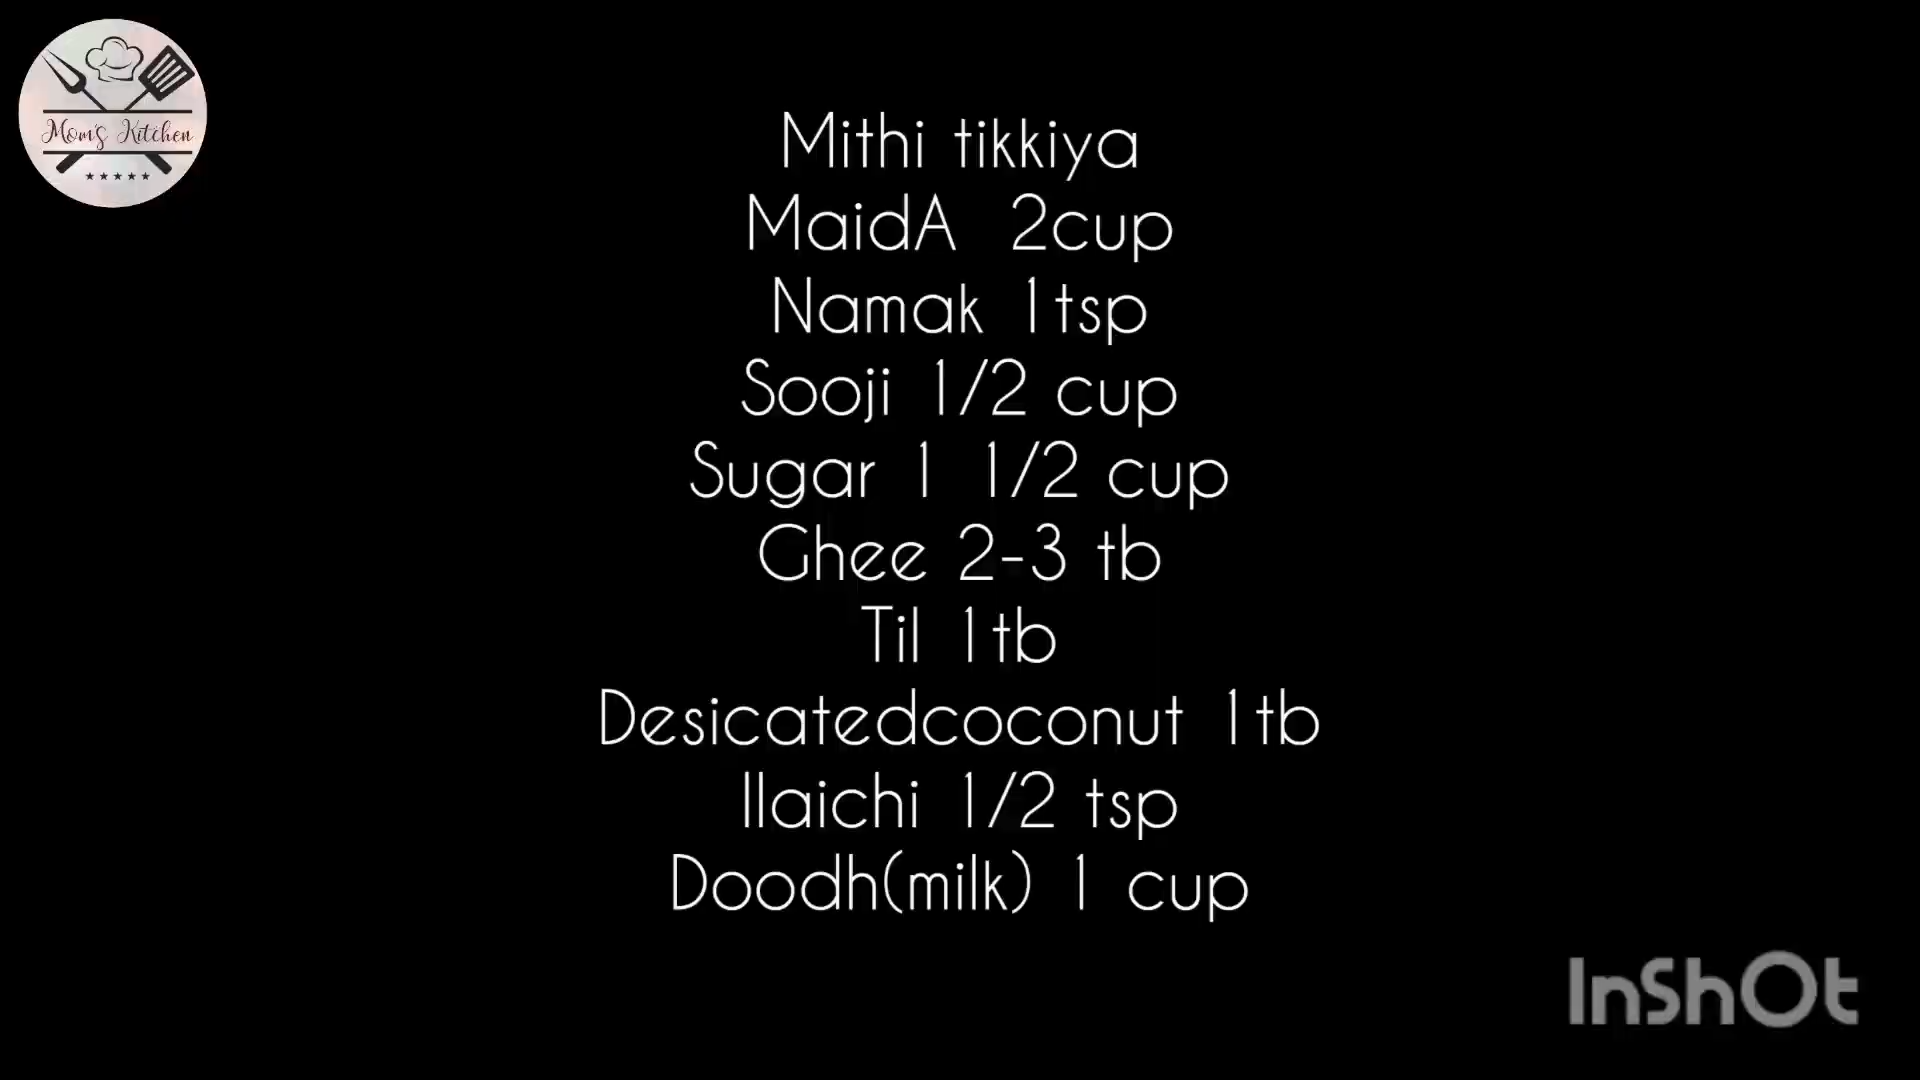 Mom's Kitchen
Mithi tikkiya
MaidA 2cup
Namak 1tsp
Sooji 1/2 cup
Sugar 1 1/2 cup
Ghee 2-3 tb
Til 1tb
Desicatedcoconut 1tb
Ilaichi 1/2 tsp
Doodh(milk) 1 cup
InShOt